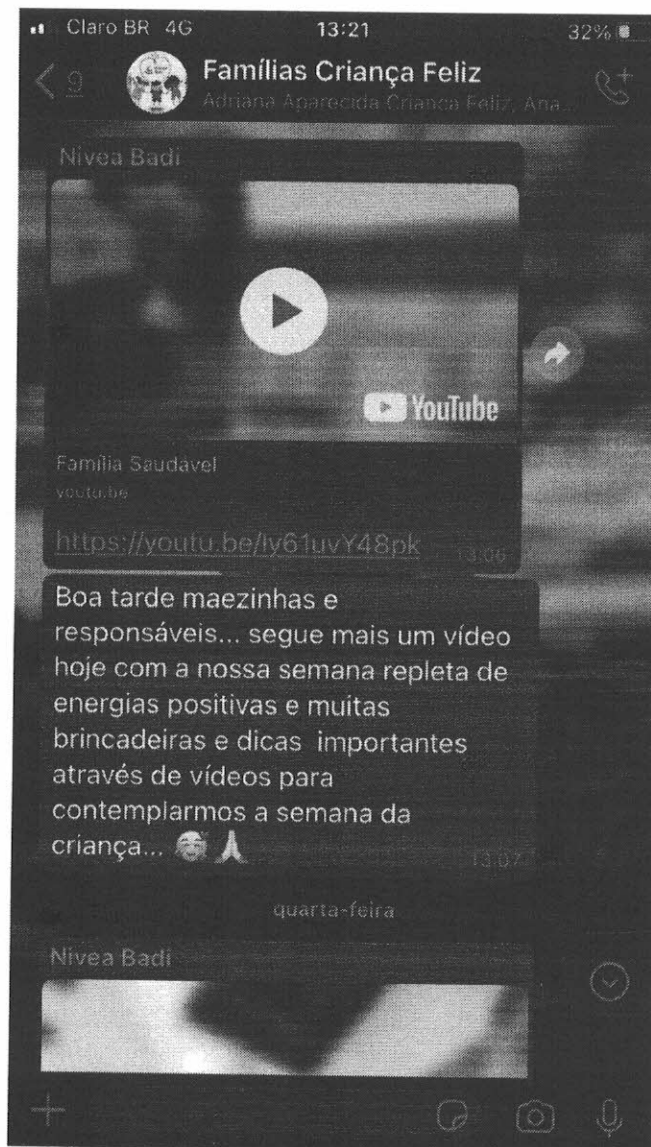 Claro BR 4G 13:21 32%
9 Famílias Criança Feliz
Adriana Aparecida Crianca Feliz, Ana...
Nivea Badi
YouTube
Família Saudável
youtu.be
https://youtu.be/ly61uvY48pk 13:06
Boa tarde maezinhas e
responsáveis... segue mais um vídeo
hoje com a nossa semana repleta de
energias positivas e muitas
brincadeiras e dicas importantes
através de vídeos para
contemplarmos a semana da
criança... 13:07
quarta-feira
Nivea Badi